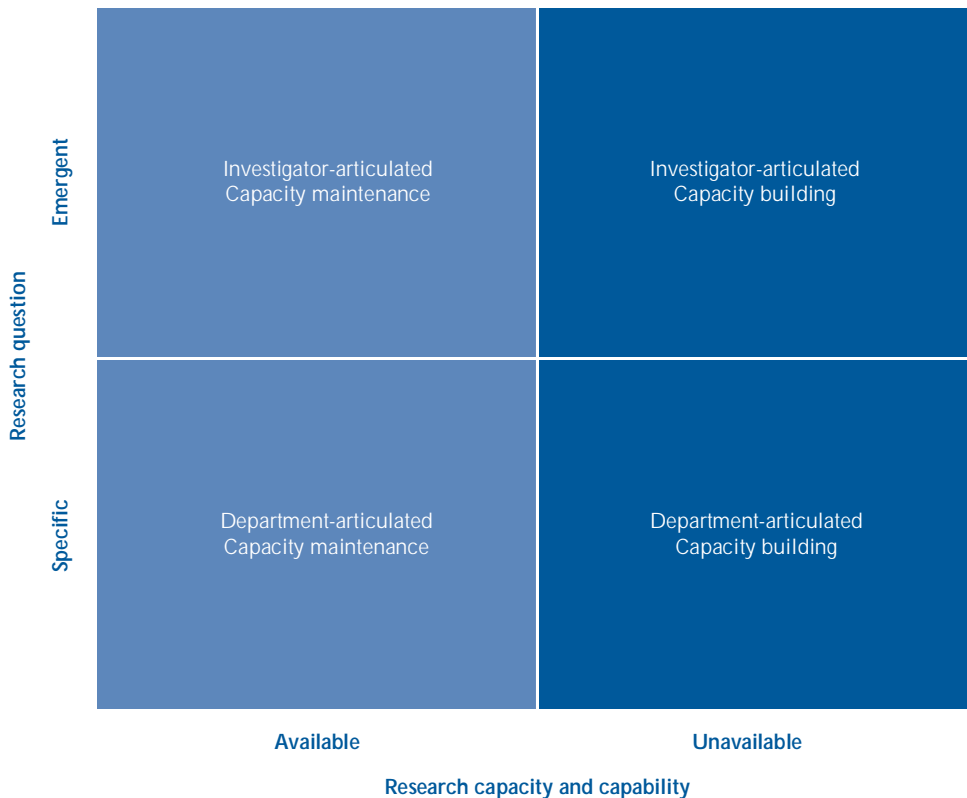 Research question
Emergent
Investigator-articulated
Capacity maintenance
Investigator-articulated
Capacity building
Specific
Department-articulated
Capacity maintenance
Department-articulated
Capacity building
Available
Unavailable
Research capacity and capability